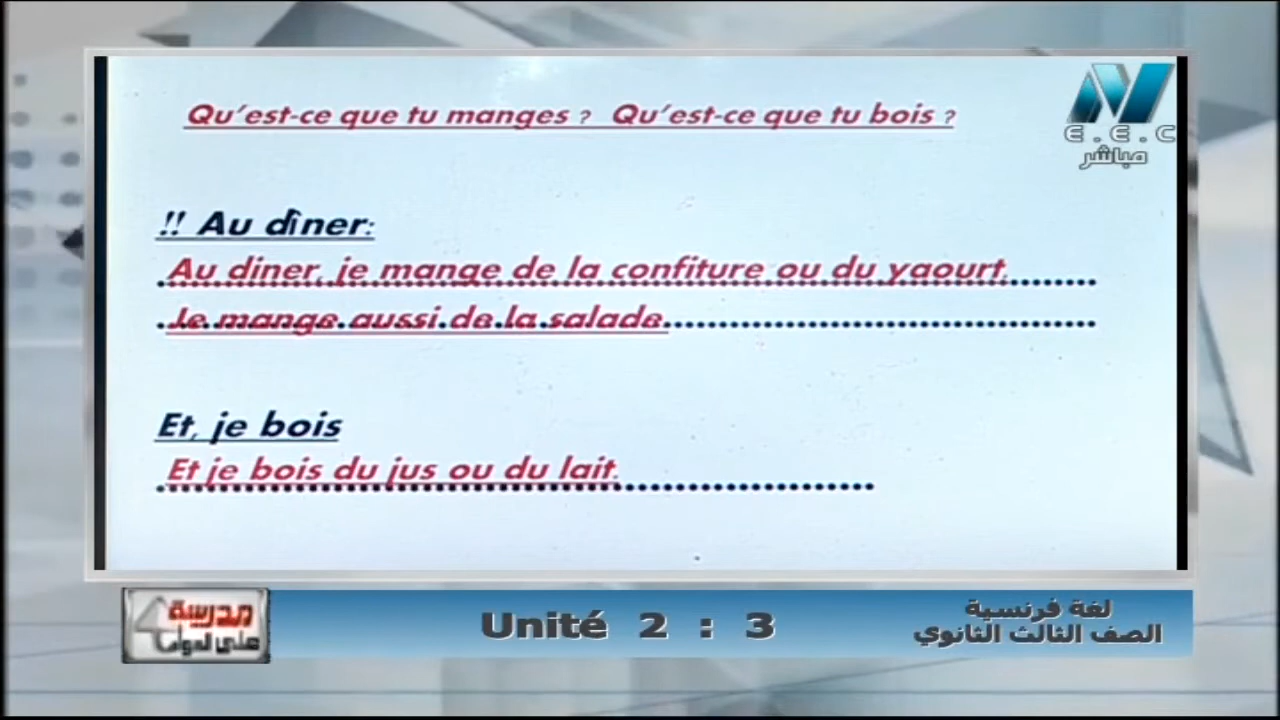 Qu'est-ce que tu manges ? Qu'est-ce que tu bois ?
E.E.C
مباشر
!! Au dîner:
Au diner, je mange de la confiture ou du yaourt.
Je mange aussi de la salade.
Et, je bois
Et je bois du jus ou du lait.
مدرسة
على الهواء
Unité 2 : 3
لغة فرنسية
الصف الثالث الثانوي